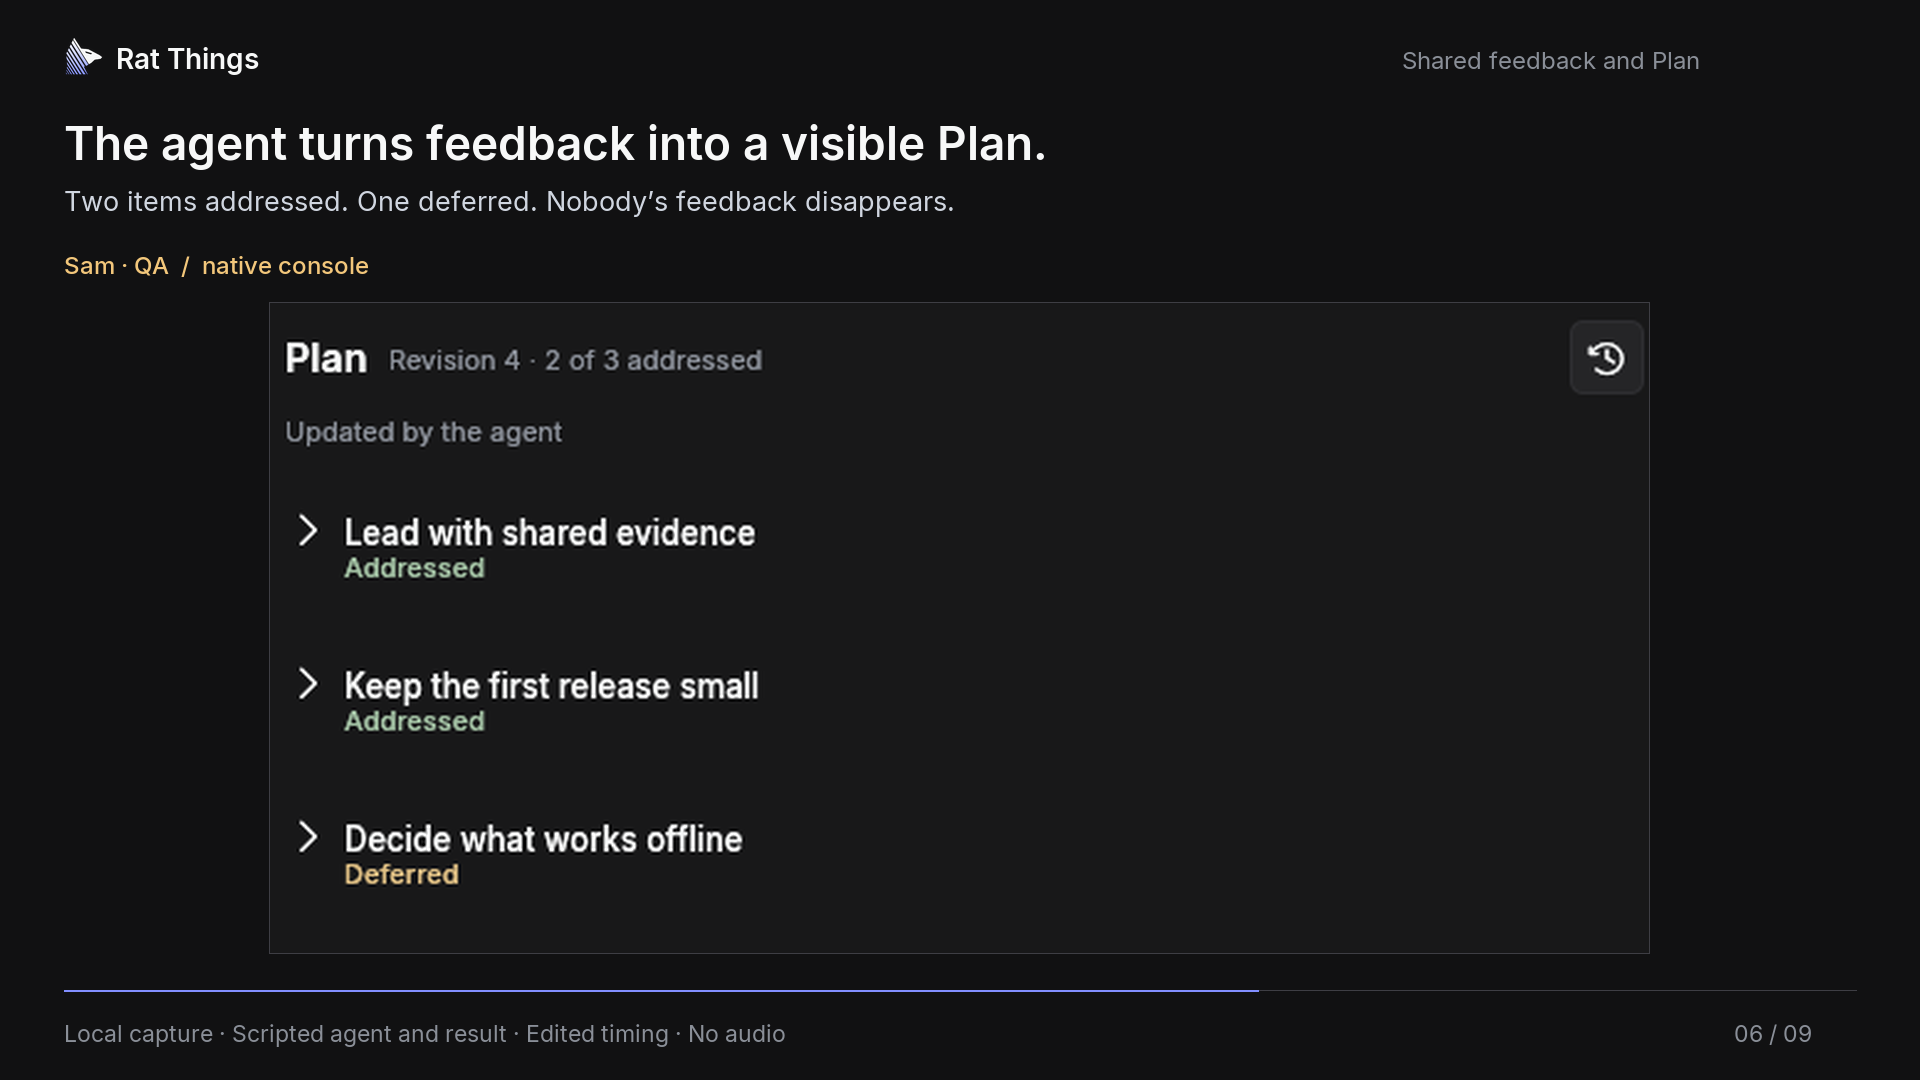 Rat Things
Shared feedback and Plan
The agent turns feedback into a visible Plan.
Two items addressed. One deferred. Nobody’s feedback disappears.
Sam · QA / native console
Plan Revision 4 · 2 of 3 addressed
Updated by the agent
Lead with shared evidence
Addressed
Keep the first release small
Addressed
Decide what works offline
Deferred
Local capture · Scripted agent and result · Edited timing · No audio
06 / 09